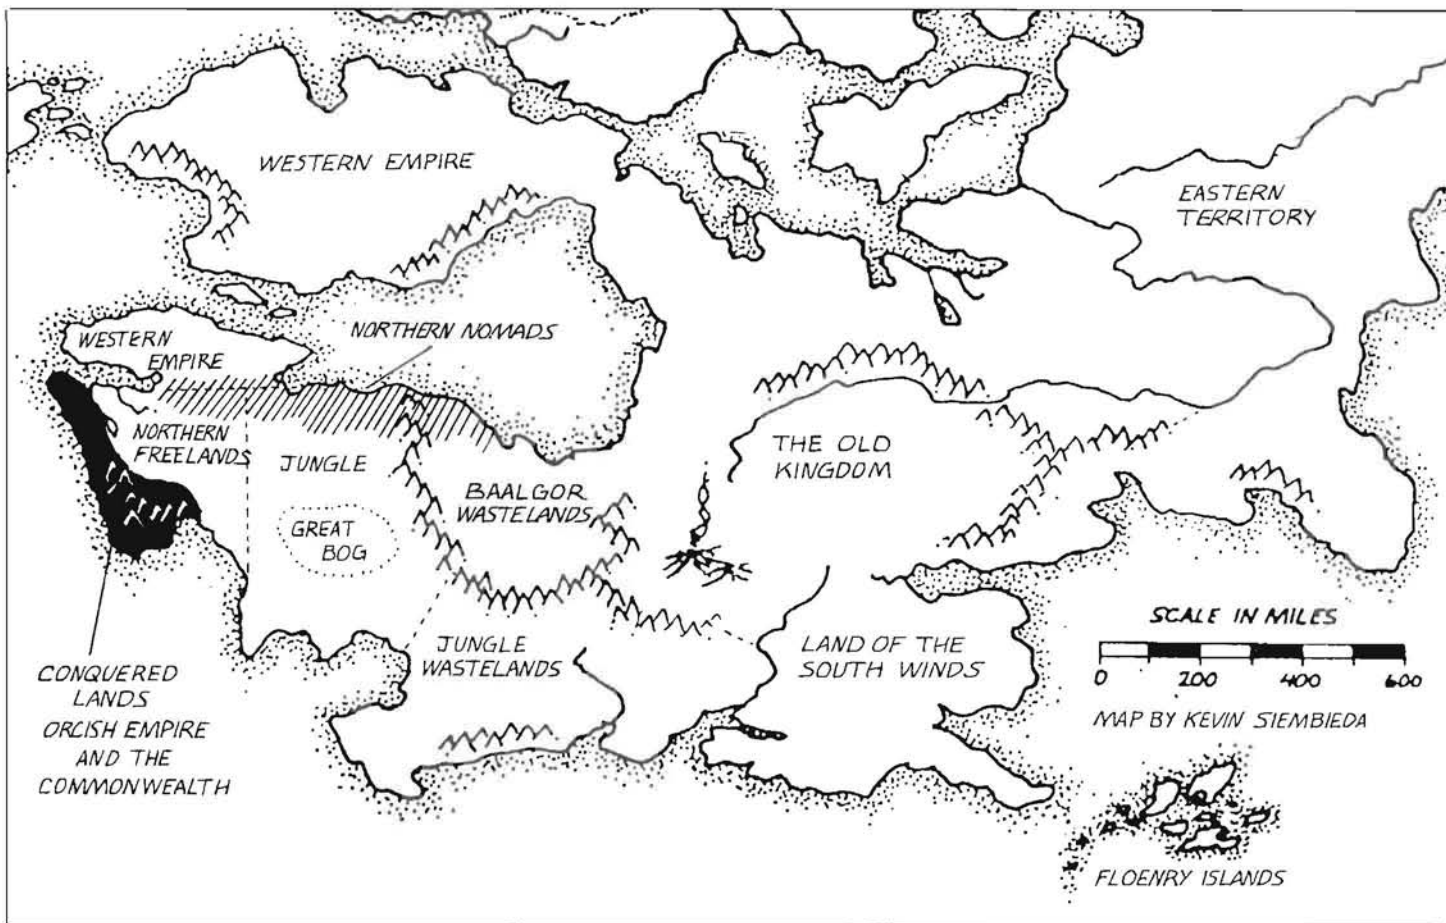 WESTERN EMPIRE
EASTERN
TERRITORY
NORTHERN NOMADS
WESTERN
EMPIRE
NORTHERN
FREELANDS
JUNGLE
THE OLD
KINGDOM
BAALGOR
WASTELANDS
GREAT
BOG
SCALE IN MILES
0 200 400 600
MAP BY KEVIN SIEMBIEDA
JUNGLE
WASTELANDS
LAND OF THE
SOUTH WINDS
CONQUERED
LANDS
ORCISH EMPIRE
AND THE
COMMONWEALTH
FLOENRY ISLANDS